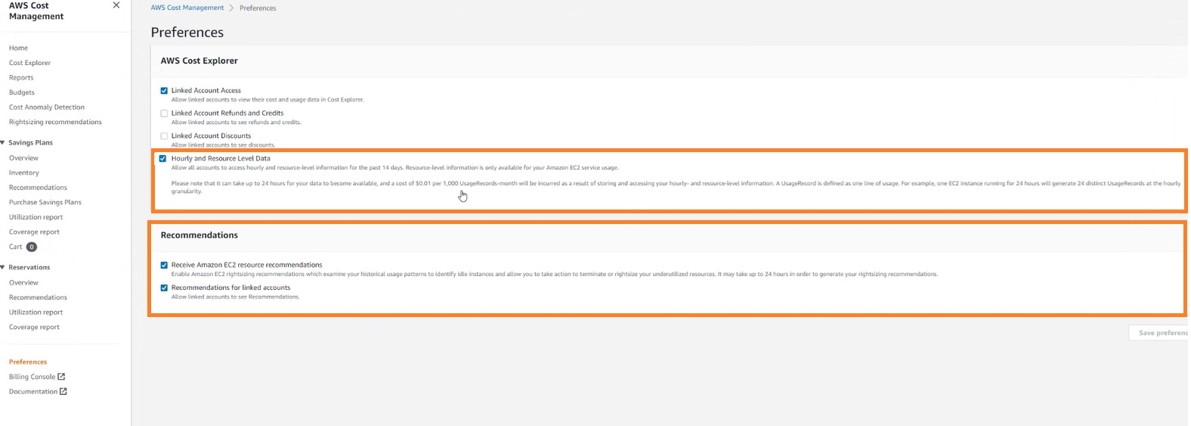 AWS Cost
Management
Home
Cost Explorer
Reports
Budgets
Cost Anomaly Detection
Rightsizing recommendations
Savings Plans
Overview
Inventory
Recommendations
Purchase Savings Plans
Utilization report
Coverage report
Cart 0
Reservations
Overview
Recommendations
Utilization report
Coverage report
Preferences
Billing Console
Documentation
AWS Cost Management > Preferences
Preferences
AWS Cost Explorer
Linked Account Access
Allow linked accounts to view their cost and usage data in Cost Explorer.
Linked Account Refunds and Credits
Allow linked accounts to see refunds and credits.
Linked Account Discounts
Allow linked accounts to see discounts.
Hourly and Resource Level Data
Allow all accounts to access hourly and resource-level information for the past 14 days. Resource-level information is only available for your Amazon EC2 service usage.
Please note that it can take up to 24 hours for your data to become available, and a cost of $0.01 per 1,000 UsageRecords-month will be incurred as a result of storing and accessing your hourly- and resource-level information. A UsageRecord is defined as one line of usage. For example, one EC2 instance running for 24 hours will generate 24 distinct UsageRecords at the hourly
granularity.
Recommendations
Receive Amazon EC2 resource recommendations
Enable Amazon EC2 rightsizing recommendations which examine your historical usage patterns to identify idle instances and allow you to take action to terminate or rightsize your underutilized resources. It may take up to 24 hours in order to generate your rightsizing recommendations.
Recommendations for linked accounts
Allow linked accounts to see Recommendations.
Save preferenc